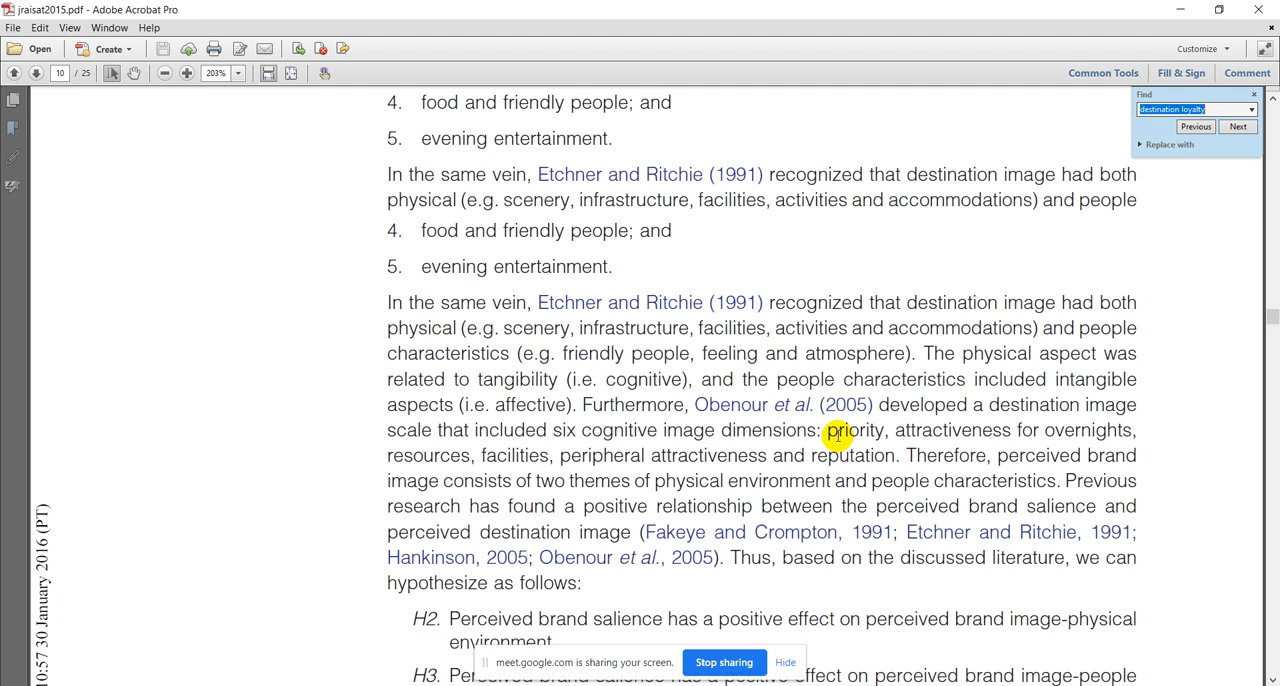 jraisat2015.pdf - Adobe Acrobat Pro
File Edit View Window Help
Open Create Customize
10 / 25 203% Common Tools Fill & Sign Comment
Find
destination loyalty
Previous Next
Replace with
4. food and friendly people; and
5. evening entertainment.
In the same vein, Etchner and Ritchie (1991) recognized that destination image had both
physical (e.g. scenery, infrastructure, facilities, activities and accommodations) and people
4. food and friendly people; and
5. evening entertainment.
In the same vein, Etchner and Ritchie (1991) recognized that destination image had both
physical (e.g. scenery, infrastructure, facilities, activities and accommodations) and people
characteristics (e.g. friendly people, feeling and atmosphere). The physical aspect was
related to tangibility (i.e. cognitive), and the people characteristics included intangible
aspects (i.e. affective). Furthermore, Obenour et al. (2005) developed a destination image
scale that included six cognitive image dimensions: priority, attractiveness for overnights,
resources, facilities, peripheral attractiveness and reputation. Therefore, perceived brand
image consists of two themes of physical environment and people characteristics. Previous
research has found a positive relationship between the perceived brand salience and
perceived destination image (Fakeye and Crompton, 1991; Etchner and Ritchie, 1991;
Hankinson, 2005; Obenour et al., 2005). Thus, based on the discussed literature, we can
hypothesize as follows:
H2. Perceived brand salience has a positive effect on perceived brand image-physical
environment
H3. Perceived brand salience has a positive effect on perceived brand image-people
meet.google.com is sharing your screen. Stop sharing Hide
10:57 30 January 2016 (PT)